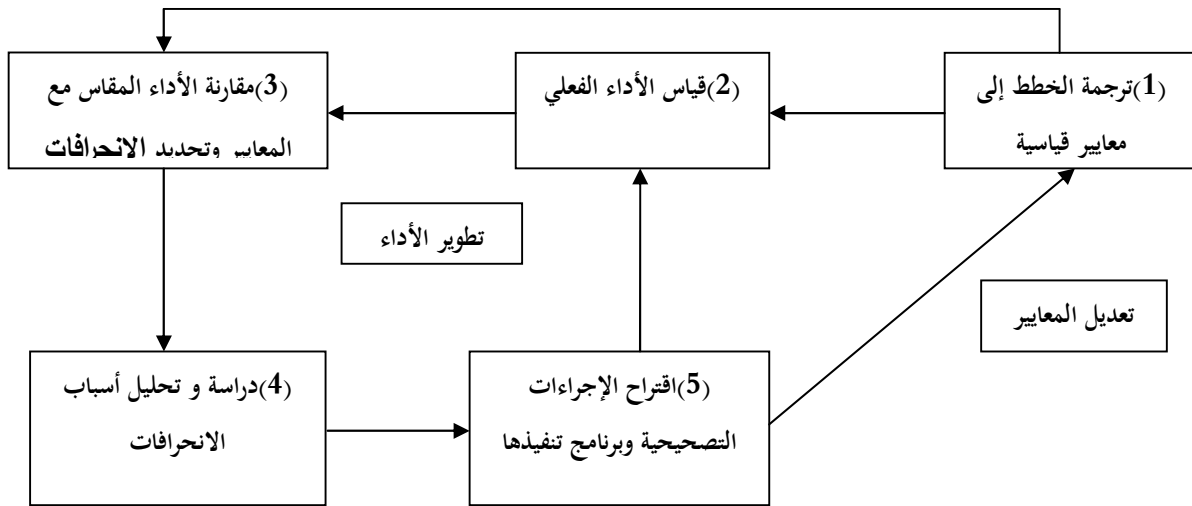 (1)ترجمة الخطط إلى
معايير قياسية
(2)قياس الأداء الفعلي
(3)مقارنة الأداء المقاس مع
المعايير وتحديد الانحرافات
تطوير الأداء
تعديل المعايير
(4)دراسة و تحليل أسباب
الانحرافات
(5)اقتراح الإجراءات
التصحيحية وبرنامج تنفيذها